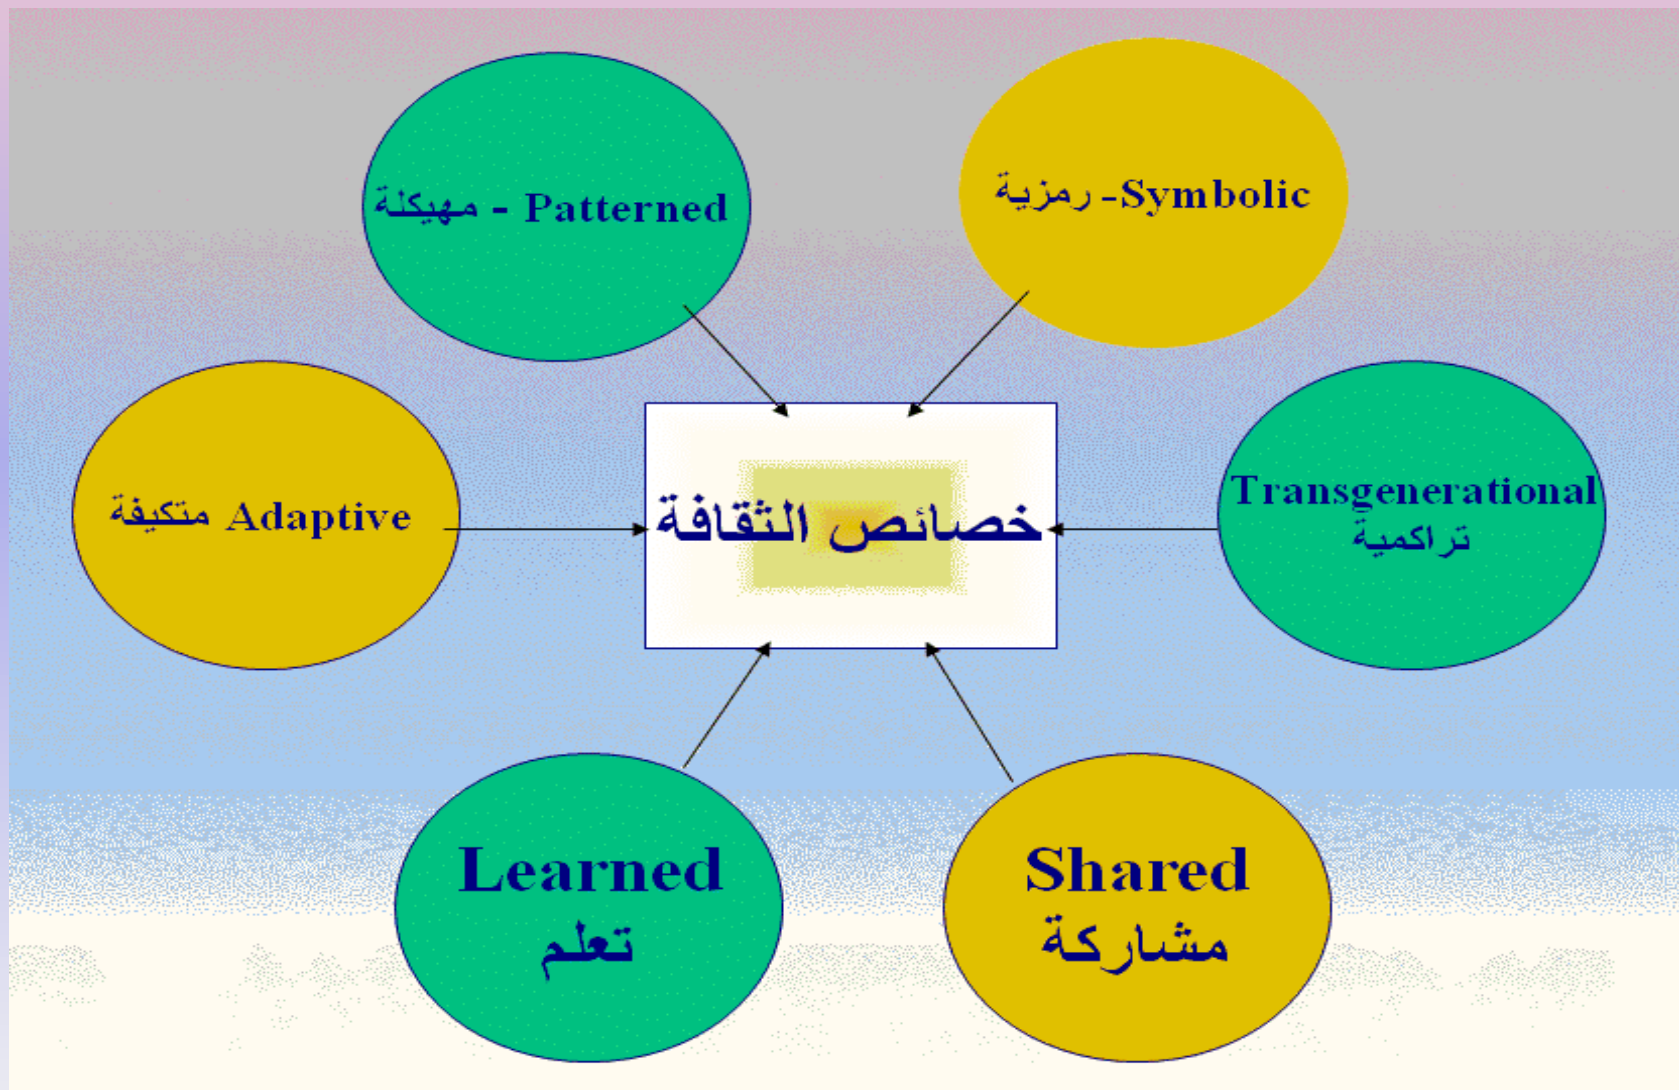 مهيكلة - Patterned
رمزية -Symbolic
متكيفة Adaptive
خصائص الثقافة
Transgenerational
تراكمية
Learned
تعلم
Shared
مشاركة